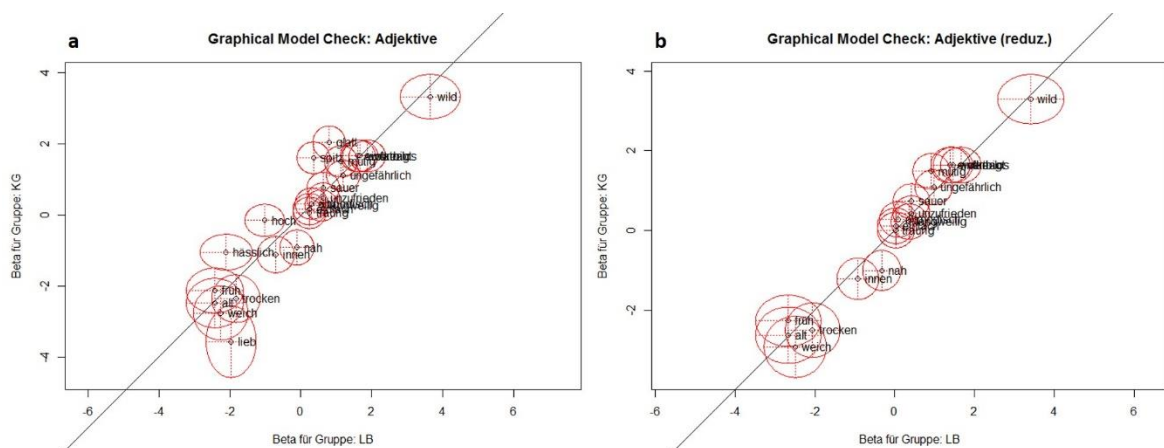 a
Graphical Model Check: Adjektive
Beta für Gruppe: KG
4
2
0
-2
-4
wild
glatt
spitz
mutig
ungefährlich
sauer
unzufrieden
traurig
hoch
nah
hässlich
innen
früh
trocken
alt
weich
lieb
-6 -4 -2 0 2 4 6
Beta für Gruppe: LB
b
Graphical Model Check: Adjektive (reduz.)
Beta für Gruppe: KG
4
2
0
-2
wild
mutig
ungefährlich
sauer
unzufrieden
traurig
nah
innen
früh
trocken
alt
weich
-6 -4 -2 0 2 4 6
Beta für Gruppe: LB